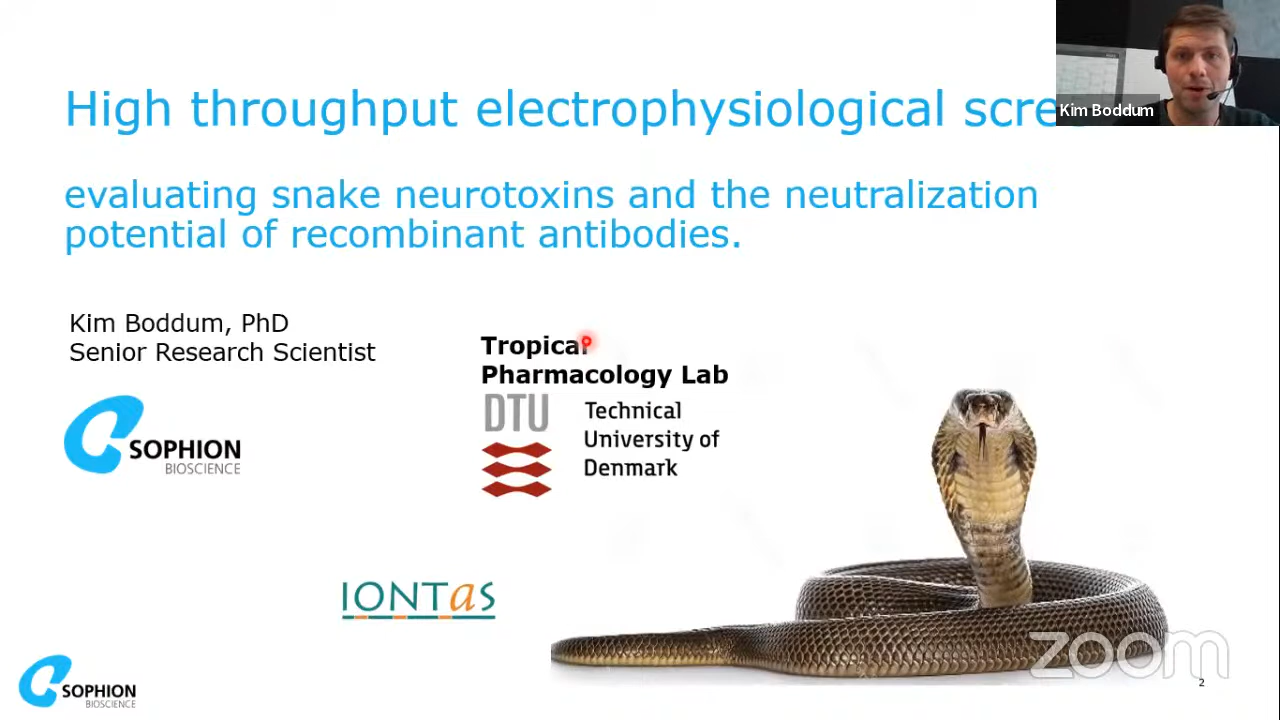 High throughput electrophysiological scre
Kim Boddum
evaluating snake neurotoxins and the neutralization
potential of recombinant antibodies.
Kim Boddum, PhD
Senior Research Scientist
SOPHION
BIOSCIENCE
Tropical
Pharmacology Lab
DTU
Technical
University of
Denmark
IONTAS
zoom
SOPHION
BIOSCIENCE
2